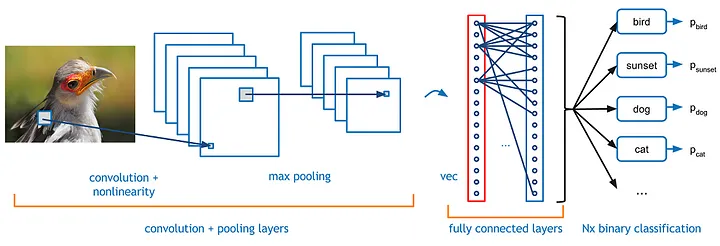 convolution +
nonlinearity
max pooling
convolution + pooling layers
vec
...
fully connected layers
bird
p_bird
sunset
p_sunset
dog
p_dog
cat
p_cat
...
Nx binary classification